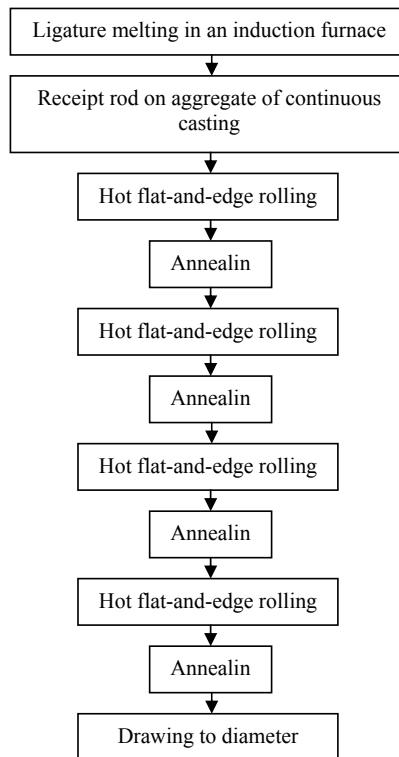 Ligature melting in an induction furnace
Receipt rod on aggregate of continuous
casting
Hot flat-and-edge rolling
Annealin
Hot flat-and-edge rolling
Annealin
Hot flat-and-edge rolling
Annealin
Hot flat-and-edge rolling
Annealin
Drawing to diameter